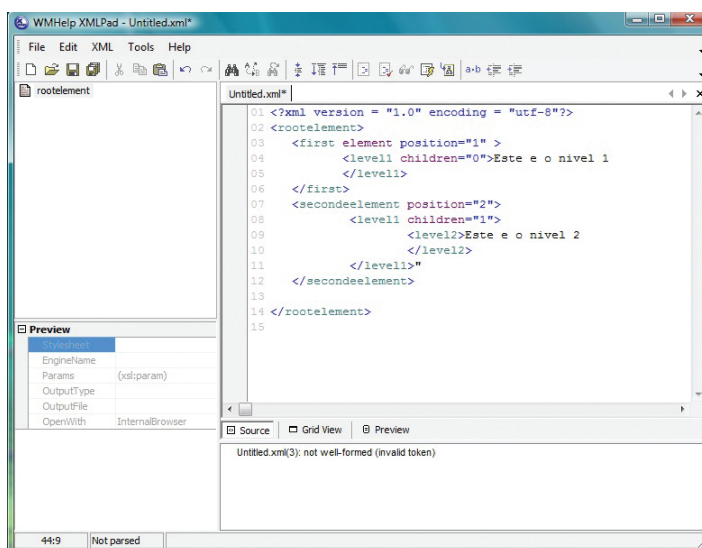 WMHelp XMLPad - Untitled.xml*
File Edit XML Tools Help
a·b
rootelement
Untitled.xml*
01 <?xml version = "1.0" encoding = "utf-8"?>
02 <rootelement>
03 <first element position="1" >
04 <level1 children="0">Este e o nivel 1
05 </level1>
06 </first>
07 <secondeelement position="2">
08 <level1 children="1">
09 <level2>Este e o nivel 2
10 </level2>
11 </level1>"
12 </secondeelement>
13
14 </rootelement>
15
Preview
Stylesheet
EngineName
Params (xsl:param)
OutputType
OutputFile
OpenWith InternalBrowser
Source Grid View Preview
Untitled.xml(3): not well-formed (invalid token)
44:9 Not parsed